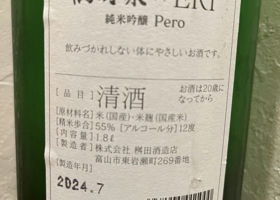 ERI
純米吟醸 Pero
飲みづかれしない体にやさしいお酒です。
[品目] 清酒 お酒は20歳に
なってから
[原材料名] 米(国産)・米麹(国産米)
[精米歩合] 55% [アルコール分] 12度
[内容量] 1.8ℓ
[製造者] 株式会社 桝田酒造店
富山市東岩瀬町269番地
[製造年月]
2024.7